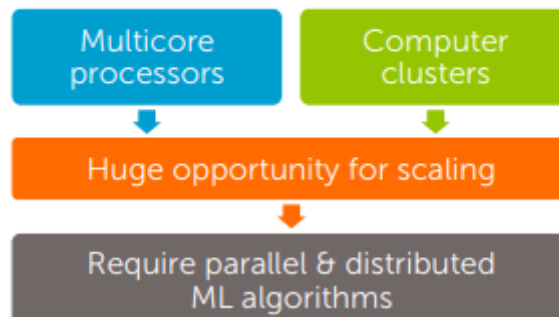 Multicore
processors
Computer
clusters
Huge opportunity for scaling
Require parallel & distributed
ML algorithms